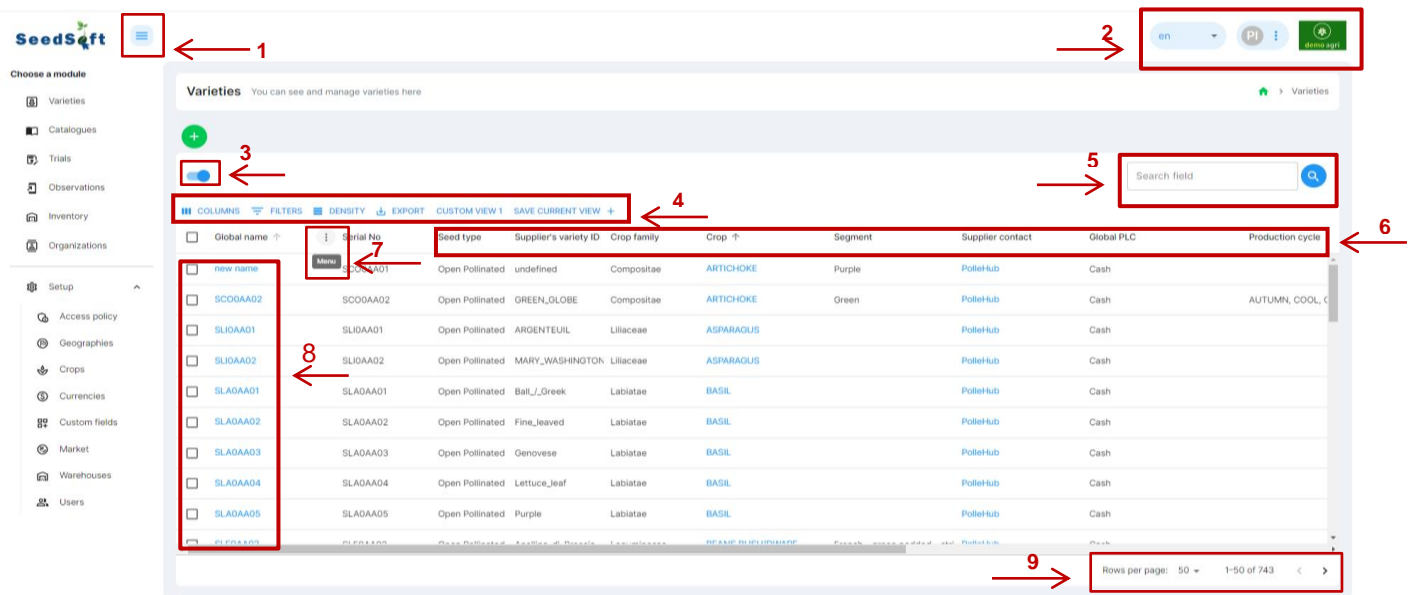 SeedSoft
1
2
en
PI
demo agri
Choose a module
Varieties
Catalogues
Trials
Observations
Inventory
Organizations
Setup
Access policy
Geographies
Crops
Currencies
Custom fields
Market
Warehouses
Users
Varieties You can see and manage varieties here
> Varieties
+
3
5
Search field
COLUMNS FILTERS DENSITY EXPORT CUSTOM VIEW 1 SAVE CURRENT VIEW +
4
6
7
Global name ↑ Serial No Seed type Supplier's variety ID Crop family Crop ↑ Segment Supplier contact Global PLC Production cycle
Menu
new name SCO0AA01 Open Pollinated undefined Compositae ARTICHOKE Purple PolleHub Cash
SCO0AA02 SCO0AA02 Open Pollinated GREEN_GLOBE Compositae ARTICHOKE Green PolleHub Cash AUTUMN, COOL,
SLI0AA01 SLI0AA01 Open Pollinated ARGENTEUIL Liliaceae ASPARAGUS PolleHub Cash
8
SLI0AA02 SLI0AA02 Open Pollinated MARY_WASHINGTON Liliaceae ASPARAGUS PolleHub Cash
SLA0AA01 SLA0AA01 Open Pollinated Ball_/_Greek Labiatae BASIL PolleHub Cash
SLA0AA02 SLA0AA02 Open Pollinated Fine_leaved Labiatae BASIL PolleHub Cash
SLA0AA03 SLA0AA03 Open Pollinated Genovese Labiatae BASIL PolleHub Cash
SLA0AA04 SLA0AA04 Open Pollinated Lettuce_leaf Labiatae BASIL PolleHub Cash
SLA0AA05 SLA0AA05 Open Pollinated Purple Labiatae BASIL PolleHub Cash
9
Rows per page: 50 1-50 of 743 < >